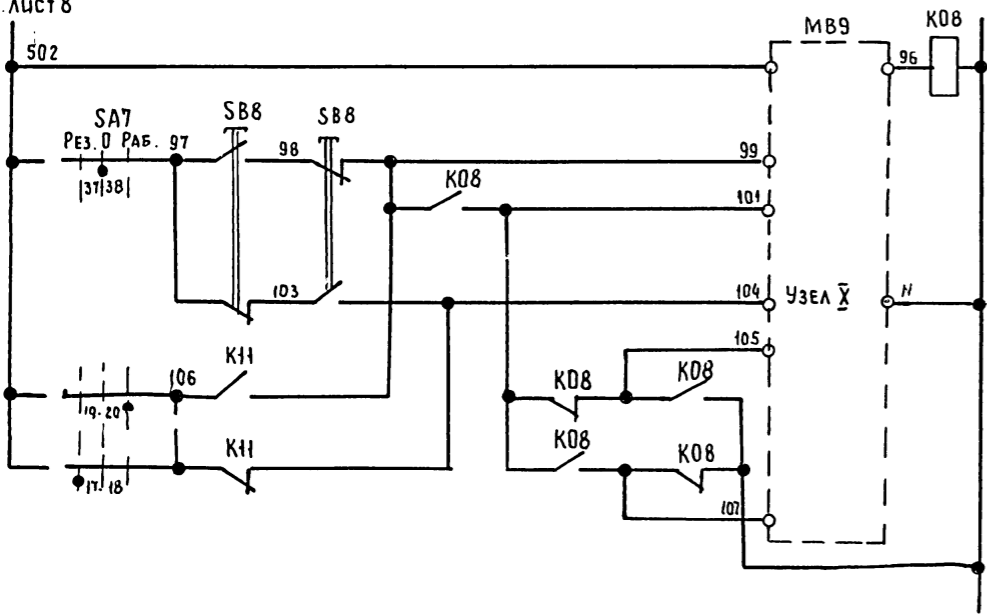 Лист 8
502
МВ9
К08
96
SA7
SB8
SB8
РЕЗ. 0 РАБ.
97
98
99
37 38
К08
101
103
104
УЗЕЛ X
N
105
К11
106
К08
К08
19-20
К11
К08
К08
17-18
107